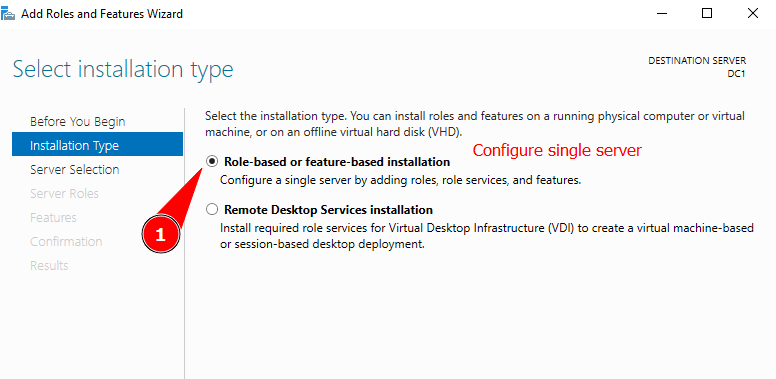 Add Roles and Features Wizard
Select installation type
DESTINATION SERVER
DC1
Before You Begin
Installation Type
Server Selection
Server Roles
Features
Confirmation
Results
Select the installation type. You can install roles and features on a running physical computer or virtual
machine, or on an offline virtual hard disk (VHD).
Configure single server
Role-based or feature-based installation
Configure a single server by adding roles, role services, and features.
1
Remote Desktop Services installation
Install required role services for Virtual Desktop Infrastructure (VDI) to create a virtual machine-based
or session-based desktop deployment.